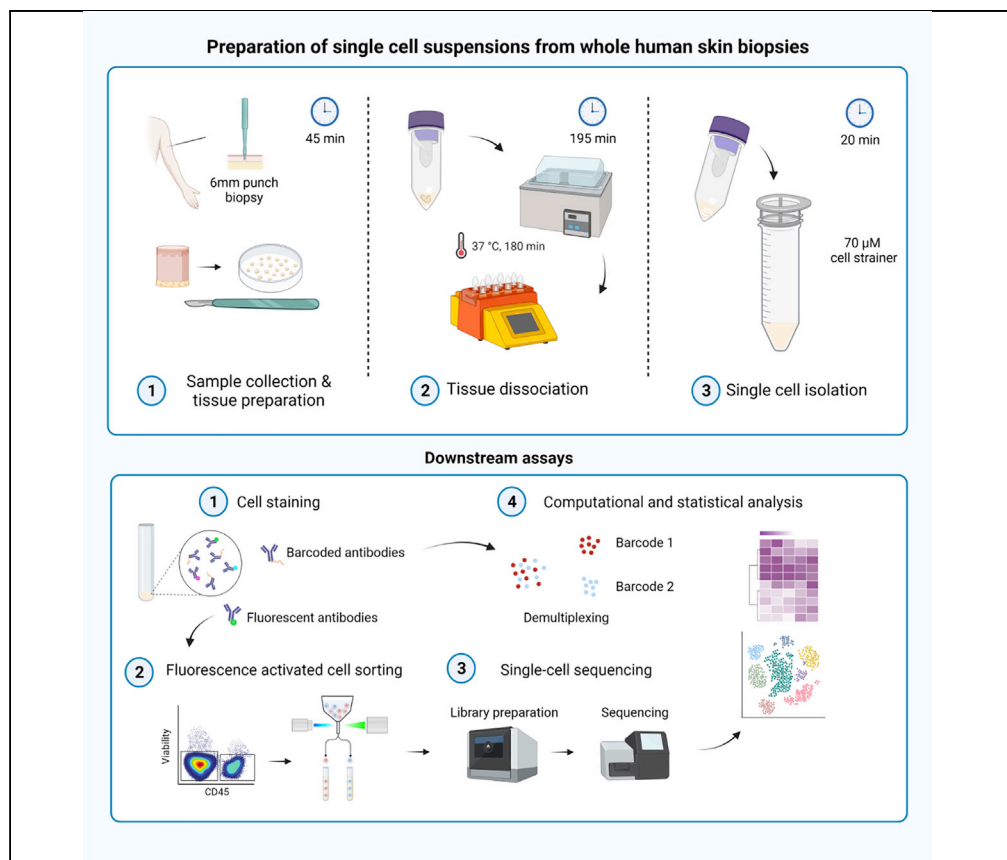 Preparation of single cell suspensions from whole human skin biopsies
45 min
6mm punch
biopsy
1
Sample collection &
tissue preparation
195 min
37 °C, 180 min
2
Tissue dissociation
20 min
70 µM
cell strainer
3
Single cell isolation
Downstream assays
1
Cell staining
Barcoded antibodies
Fluorescent antibodies
4
Computational and statistical analysis
Barcode 1
Barcode 2
Demultiplexing
2
Fluorescence activated cell sorting
Viability
CD45
3
Single-cell sequencing
Library preparation
Sequencing